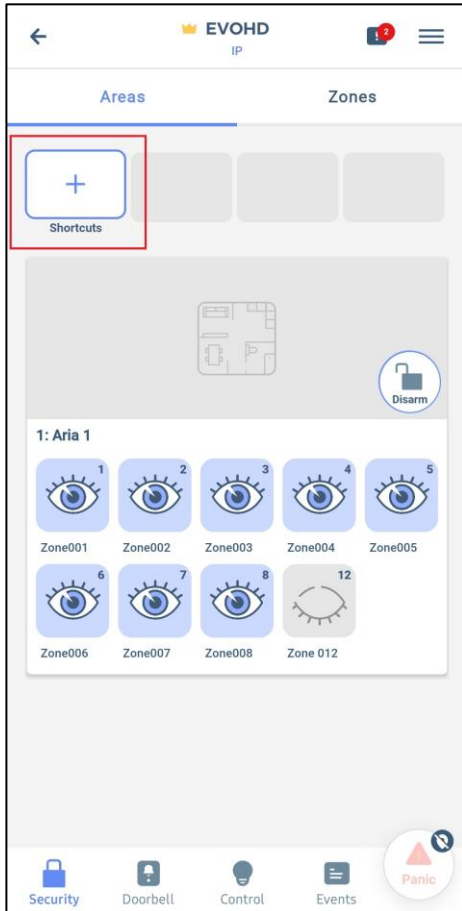 EVOHD
IP
! 2
Areas Zones
+
Shortcuts
Disarm
1: Aria 1
1 2 3 4 5
Zone001 Zone002 Zone003 Zone004 Zone005
6 7 8 12
Zone006 Zone007 Zone008 Zone 012
Panic
Security Doorbell Control Events